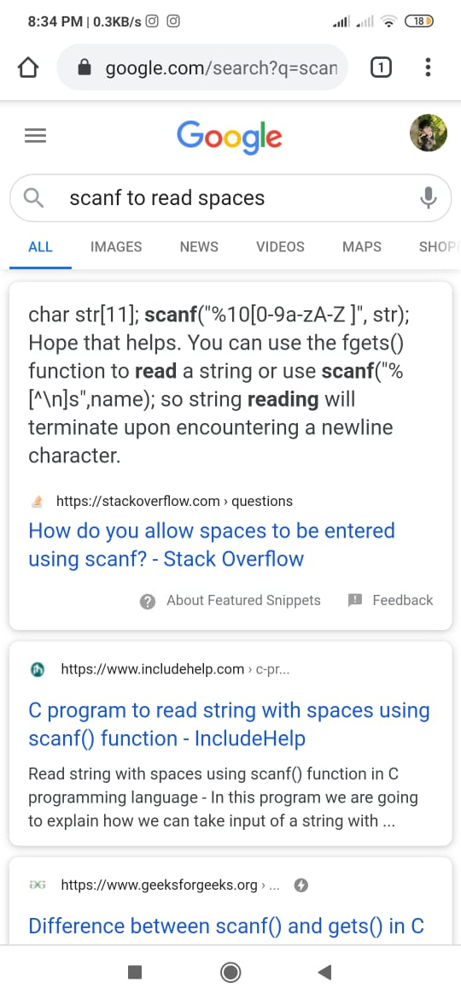 8:34 PM | 0.3KB/s
18
google.com/search?q=scan
1
Google
scanf to read spaces
ALL IMAGES NEWS VIDEOS MAPS SHOP
char str[11]; scanf("%10[0-9a-zA-Z ]", str);
Hope that helps. You can use the fgets()
function to read a string or use scanf("%
[^\n]s",name); so string reading will
terminate upon encountering a newline
character.
https://stackoverflow.com › questions
How do you allow spaces to be entered
using scanf? - Stack Overflow
About Featured Snippets Feedback
https://www.includehelp.com › c-pr...
C program to read string with spaces using
scanf() function - IncludeHelp
Read string with spaces using scanf() function in C
programming language - In this program we are going
to explain how we can take input of a string with ...
https://www.geeksforgeeks.org › ...
Difference between scanf() and gets() in C